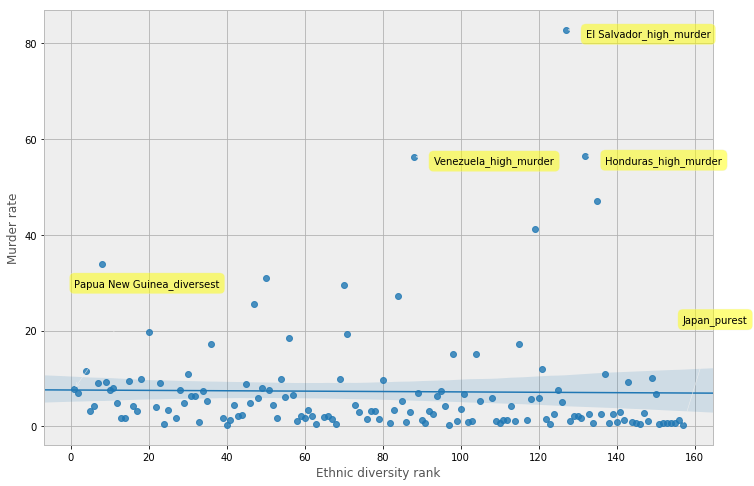 80
El Salvador_high_murder
60
Venezuela_high_murder
Honduras_high_murder
Murder rate
40
Papua New Guinea_diversest
20
Japan_purest
0
0 20 40 60 80 100 120 140 160
Ethnic diversity rank